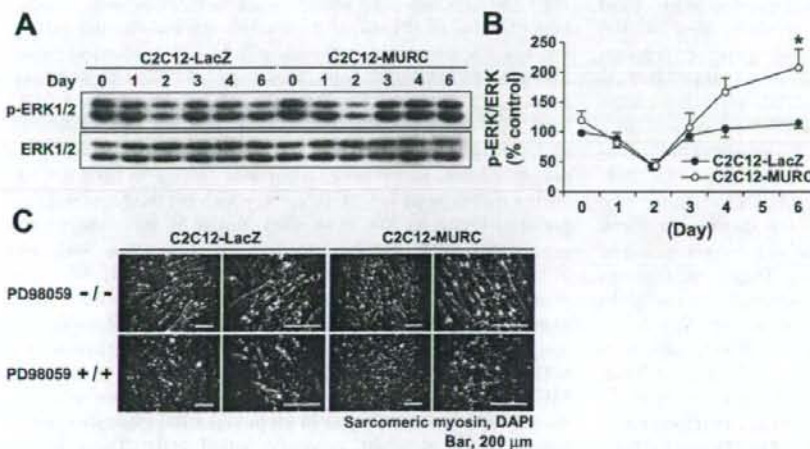 A
C2C12-LacZ C2C12-MURC
Day 0 1 2 3 4 6 0 1 2 3 4 6
p-ERK1/2
ERK1/2
B
p-ERK/ERK
(% control)
250
200
150
100
50
0
*
C2C12-LacZ
C2C12-MURC
0 1 2 3 4 5 6
(Day)
C
C2C12-LacZ C2C12-MURC
PD98059 -/-
PD98059 +/+
Sarcomeric myosin, DAPI
Bar, 200 μm